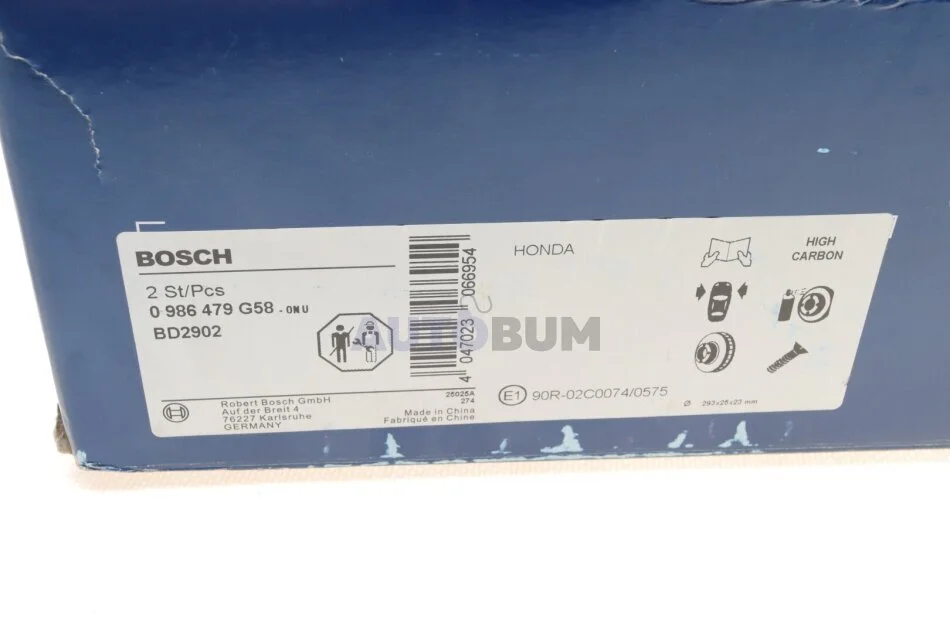 BOSCH
2 St/Pcs
0 986 479 G58 - 0NU
BD2902
Robert Bosch GmbH
Auf der Breit 4
76227 Karlsruhe
GERMANY
25025A
274
Made in China
Fabriqué en Chine
4 047023 066954
HONDA
HIGH
CARBON
E1 90R-02C0074/0575
Ø 293x25x23 mm
AUTOBUM